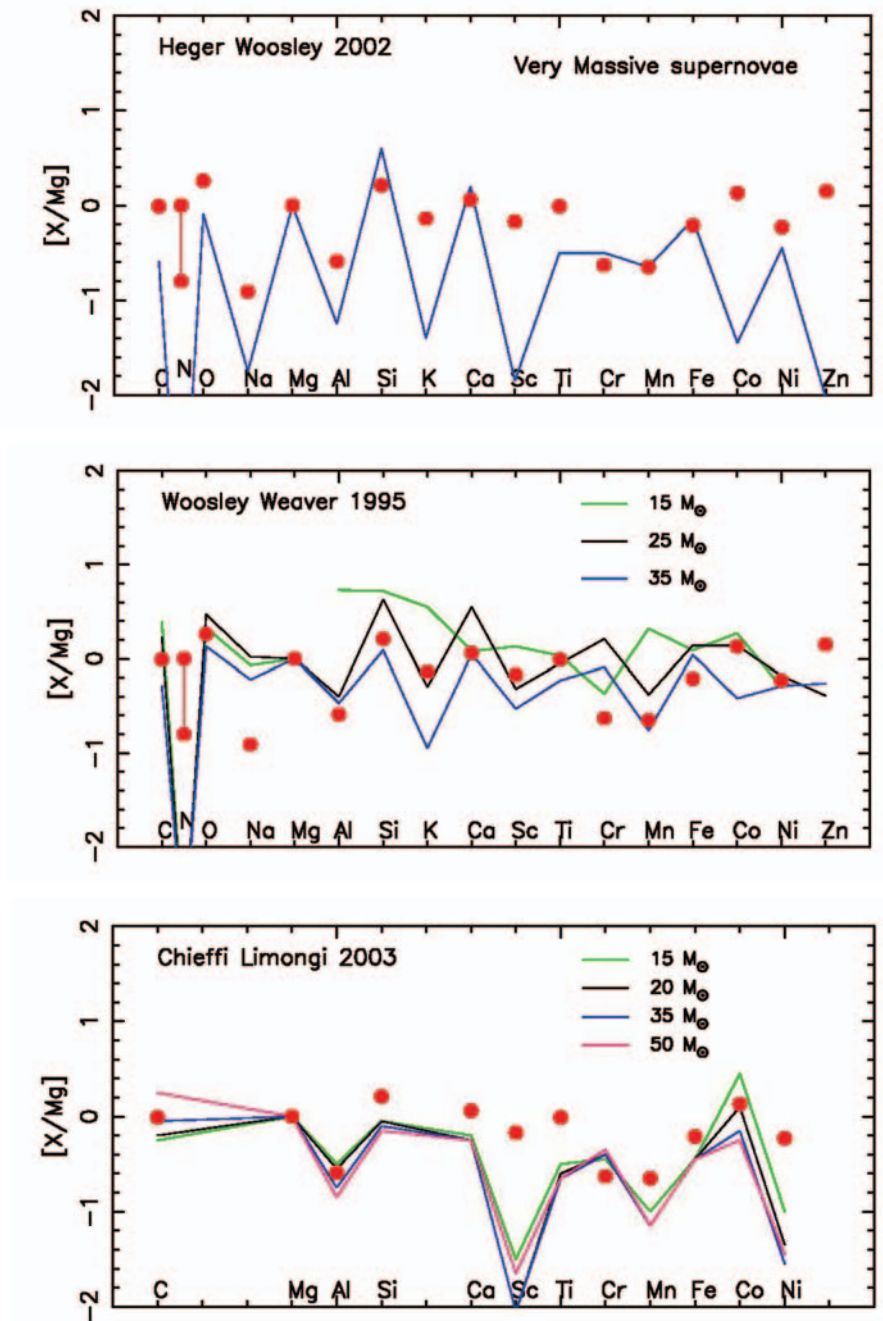 Heger Woosley 2002
Very Massive supernovae
[X/Mg]
2
1
0
−1
−2
C N O Na Mg Al Si K Ca Sc Ti Cr Mn Fe Co Ni Zn
Woosley Weaver 1995
15 M☉
25 M☉
35 M☉
[X/Mg]
2
1
0
−1
−2
C N O Na Mg Al Si K Ca Sc Ti Cr Mn Fe Co Ni Zn
Chieffi Limongi 2003
15 M☉
20 M☉
35 M☉
50 M☉
[X/Mg]
2
1
0
−1
−2
C Mg Al Si Ca Sc Ti Cr Mn Fe Co Ni